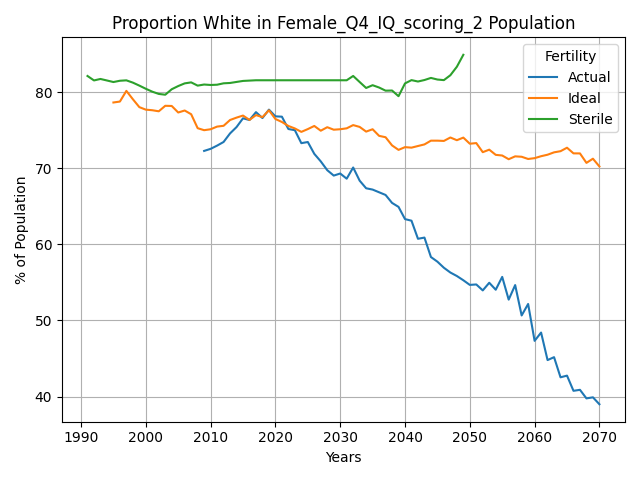 Proportion White in Female_Q4_IQ_scoring_2 Population
% of Population
80
70
60
50
40
Fertility
Actual
Ideal
Sterile
1990 2000 2010 2020 2030 2040 2050 2060 2070
Years